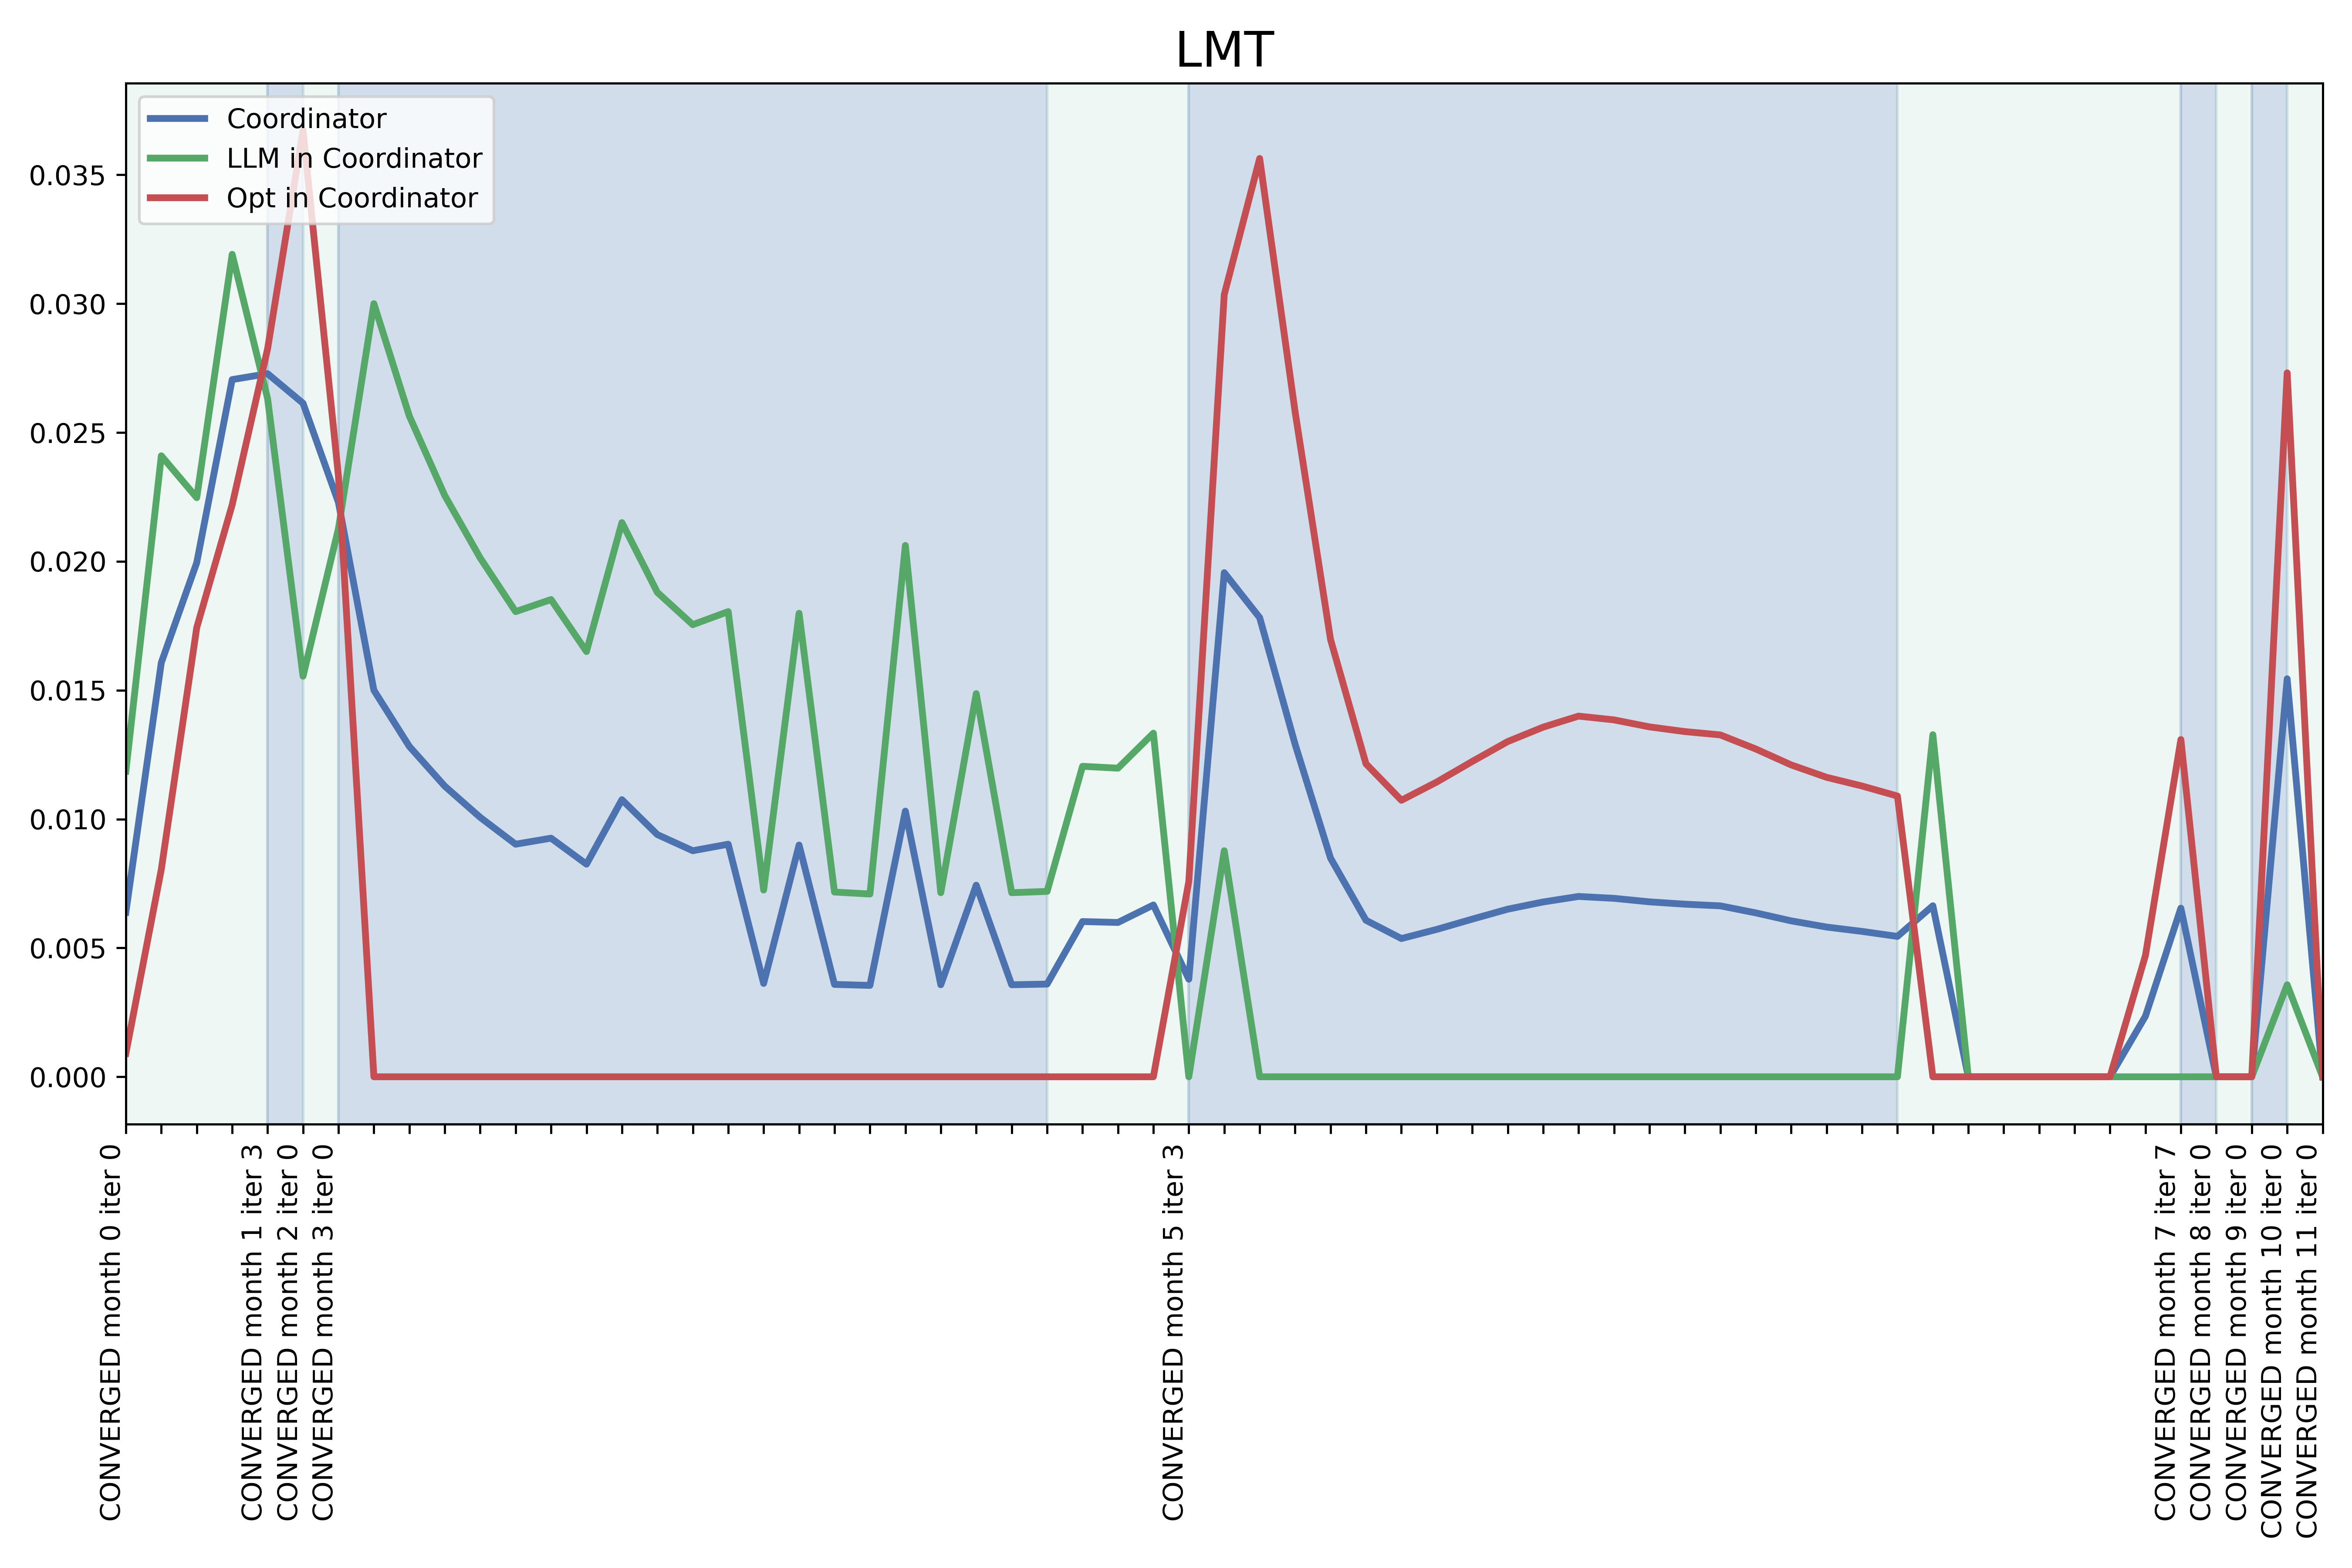 LMT
Coordinator
LLM in Coordinator
Opt in Coordinator
0.035
0.030
0.025
0.020
0.015
0.010
0.005
0.000
CONVERGED month 0 iter 0
CONVERGED month 1 iter 3
CONVERGED month 2 iter 0
CONVERGED month 3 iter 0
CONVERGED month 5 iter 3
CONVERGED month 7 iter 7
CONVERGED month 8 iter 0
CONVERGED month 9 iter 0
CONVERGED month 10 iter 0
CONVERGED month 11 iter 0